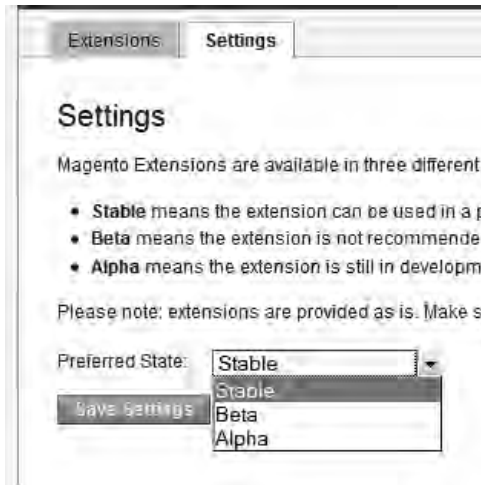 Extensions Settings
Settings
Magento Extensions are available in three different
• Stable means the extension can be used in a p
• Beta means the extension is not recommende
• Alpha means the extension is still in developm
Please note: extensions are provided as is. Make s
Preferred State: Stable
Stable
Save Settings
Beta
Alpha